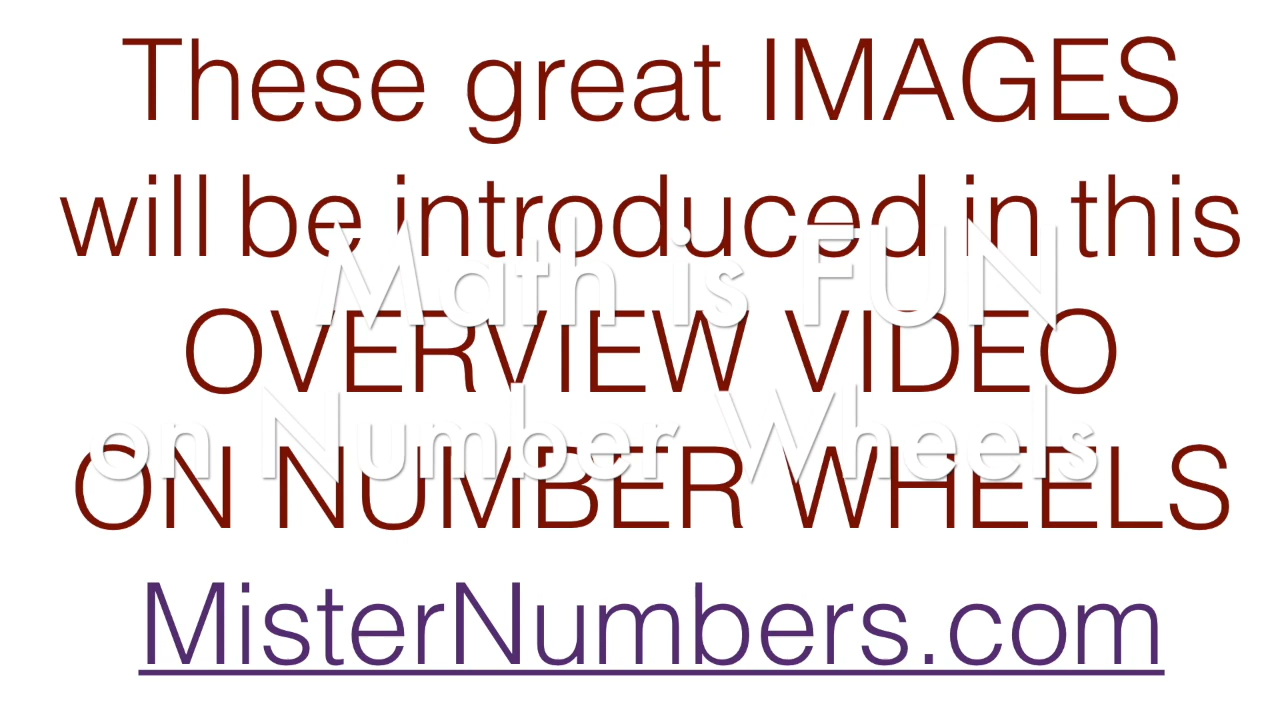 These great IMAGES
will be introduced in this
Math is FUN
OVERVIEW VIDEO
on Number Wheels
ON NUMBER WHEELS
MisterNumbers.com